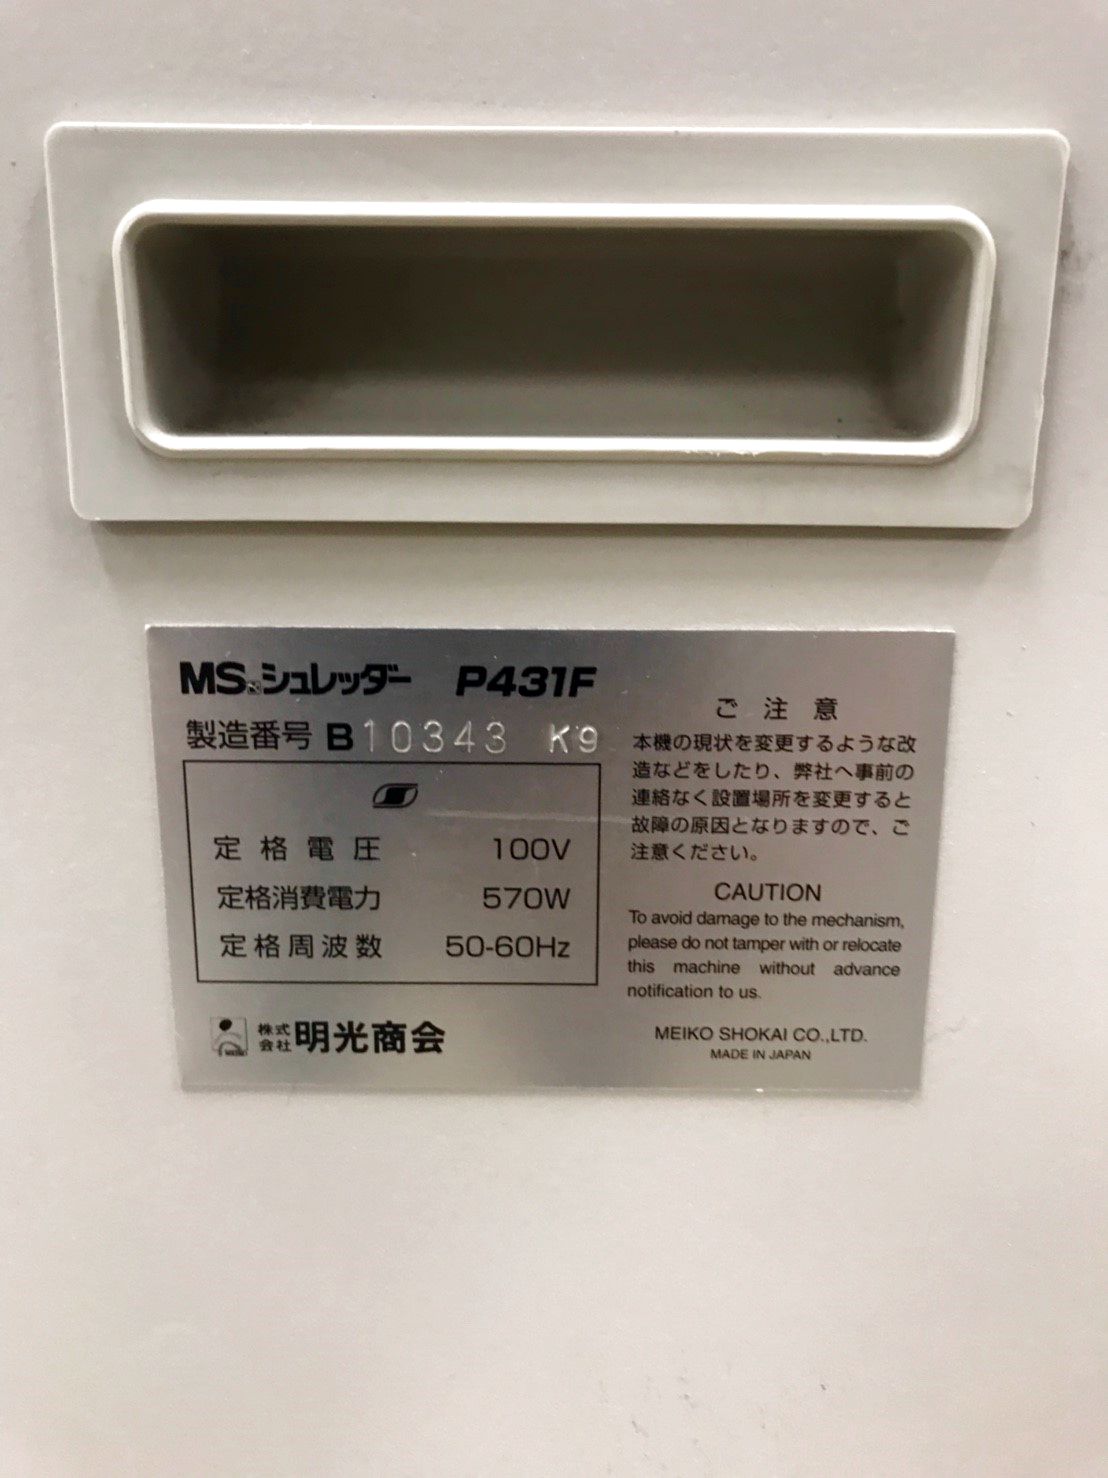 MSシュレッダー P431F
製造番号 B10343 K9
定格電圧 100V
定格消費電力 570W
定格周波数 50-60Hz
株式会社 明光商会
ご注意
本機の現状を変更するような改
造などをしたり、弊社へ事前の
連絡なく設置場所を変更すると
故障の原因となりますので、ご
注意ください。
CAUTION
To avoid damage to the mechanism,
please do not tamper with or relocate
this machine without advance
notification to us.
MEIKO SHOKAI CO.,LTD.
MADE IN JAPAN